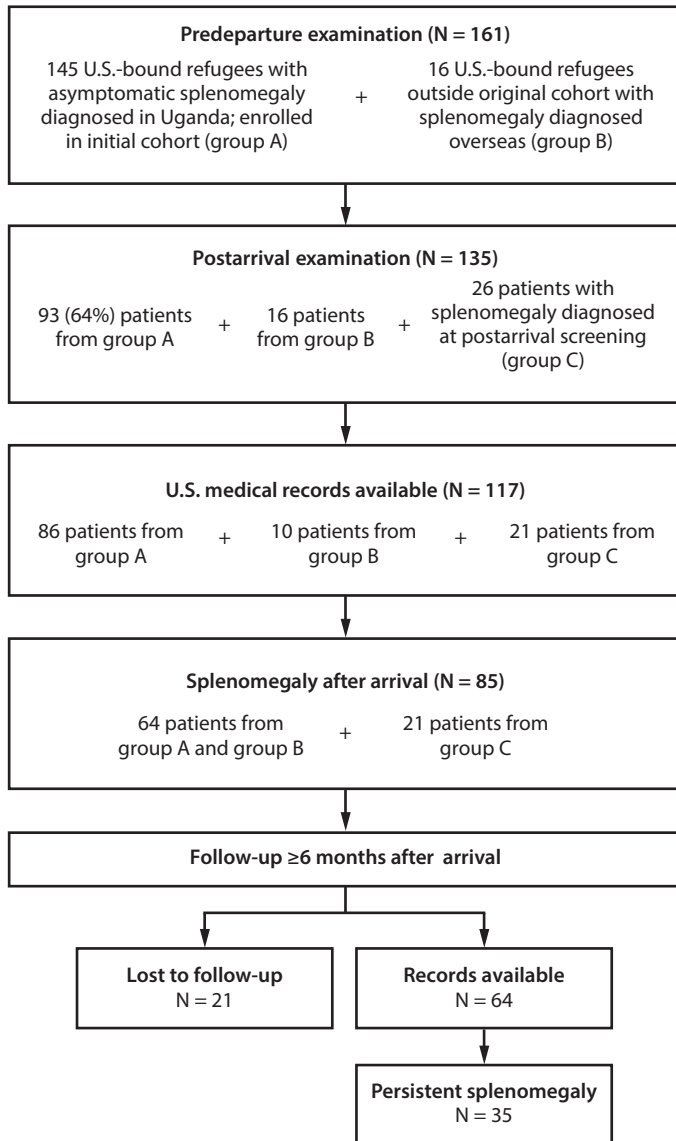 Predeparture examination (N = 161)
145 U.S.-bound refugees with
asymptomatic splenomegaly
diagnosed in Uganda; enrolled
in initial cohort (group A)
+
16 U.S.-bound refugees
outside original cohort with
splenomegaly diagnosed
overseas (group B)
Postarrival examination (N = 135)
93 (64%) patients
from group A
+
16 patients
from group B
+
26 patients with
splenomegaly diagnosed
at postarrival screening
(group C)
U.S. medical records available (N = 117)
86 patients from
group A
+
10 patients from
group B
+
21 patients from
group C
Splenomegaly after arrival (N = 85)
64 patients from
group A and group B
+
21 patients from
group C
Follow-up ≥6 months after arrival
Lost to follow-up
N = 21
Records available
N = 64
Persistent splenomegaly
N = 35